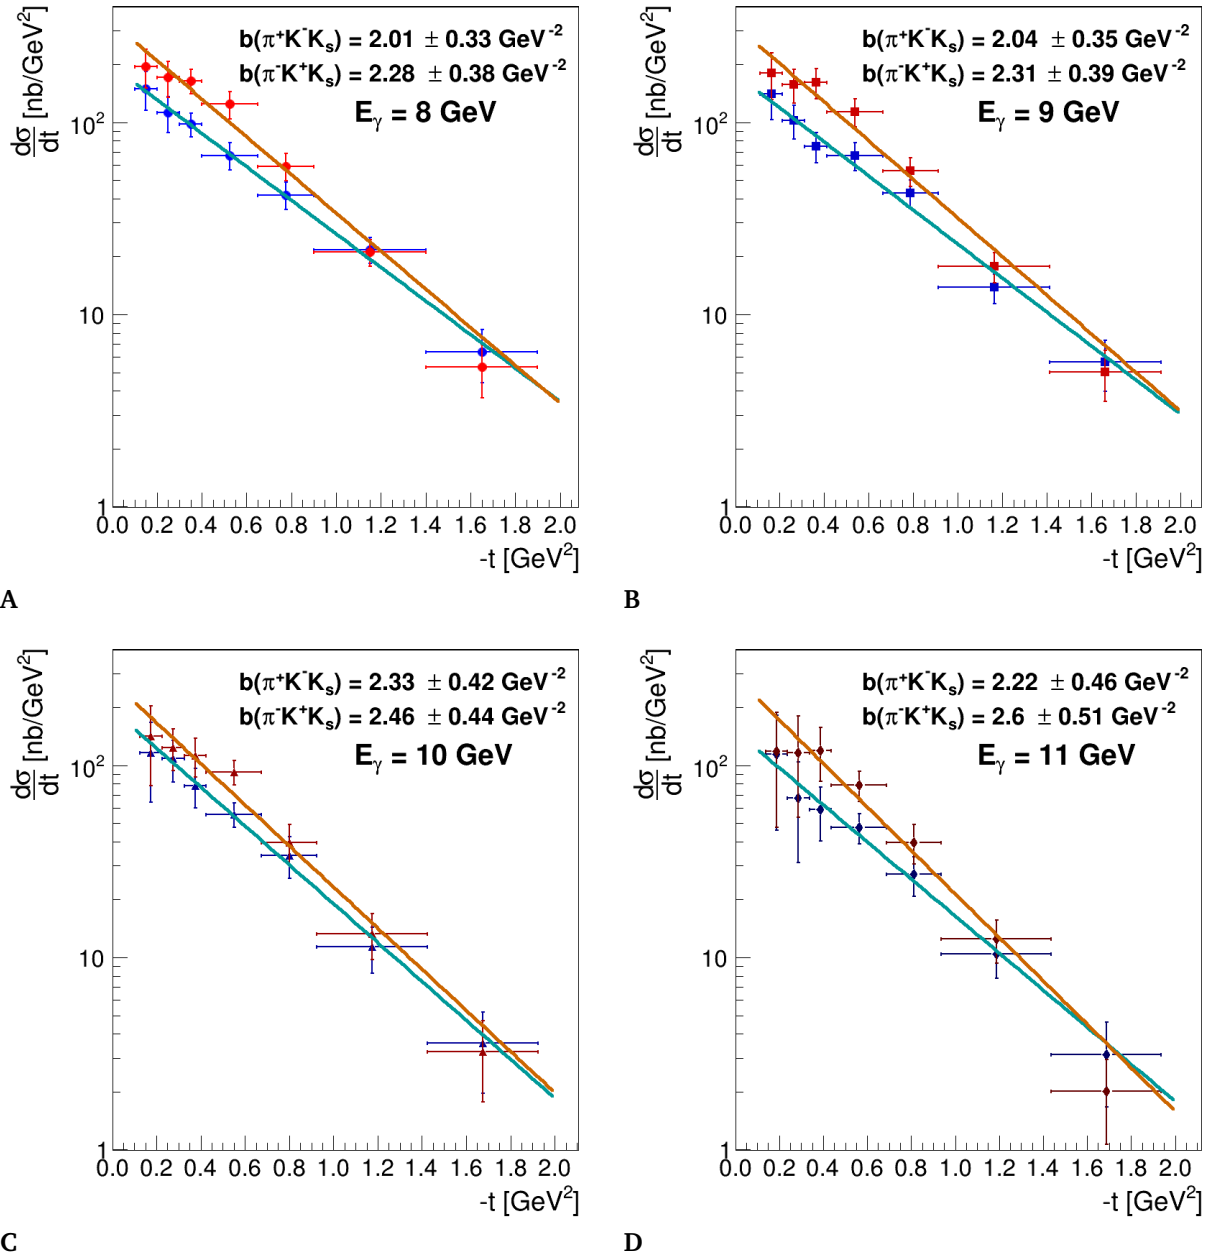 b(π⁺K⁻Kₛ) = 2.01 ± 0.33 GeV⁻²
b(π⁻K⁺Kₛ) = 2.28 ± 0.38 GeV⁻²
E_γ = 8 GeV
dσ/dt [nb/GeV²]
10²
10
1
0.0 0.2 0.4 0.6 0.8 1.0 1.2 1.4 1.6 1.8 2.0
-t [GeV²]
A
b(π⁺K⁻Kₛ) = 2.04 ± 0.35 GeV⁻²
b(π⁻K⁺Kₛ) = 2.31 ± 0.39 GeV⁻²
E_γ = 9 GeV
dσ/dt [nb/GeV²]
10²
10
1
0.0 0.2 0.4 0.6 0.8 1.0 1.2 1.4 1.6 1.8 2.0
-t [GeV²]
B
b(π⁺K⁻Kₛ) = 2.33 ± 0.42 GeV⁻²
b(π⁻K⁺Kₛ) = 2.46 ± 0.44 GeV⁻²
E_γ = 10 GeV
dσ/dt [nb/GeV²]
10²
10
1
0.0 0.2 0.4 0.6 0.8 1.0 1.2 1.4 1.6 1.8 2.0
-t [GeV²]
C
b(π⁺K⁻Kₛ) = 2.22 ± 0.46 GeV⁻²
b(π⁻K⁺Kₛ) = 2.6 ± 0.51 GeV⁻²
E_γ = 11 GeV
dσ/dt [nb/GeV²]
10²
10
1
0.0 0.2 0.4 0.6 0.8 1.0 1.2 1.4 1.6 1.8 2.0
-t [GeV²]
D